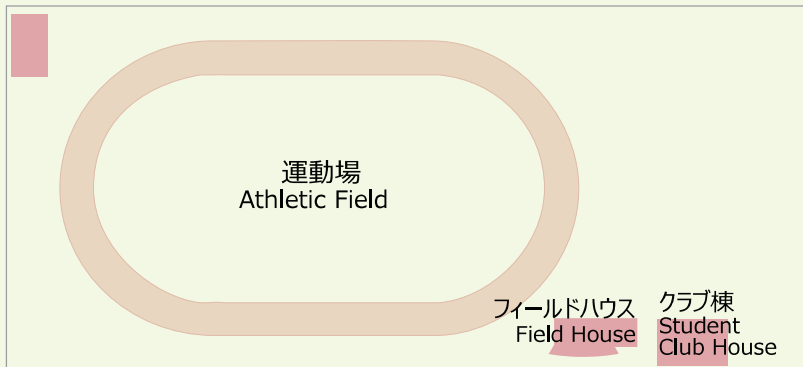 運動場
Athletic Field
フィールドハウス
Field House
クラブ棟
Student
Club House